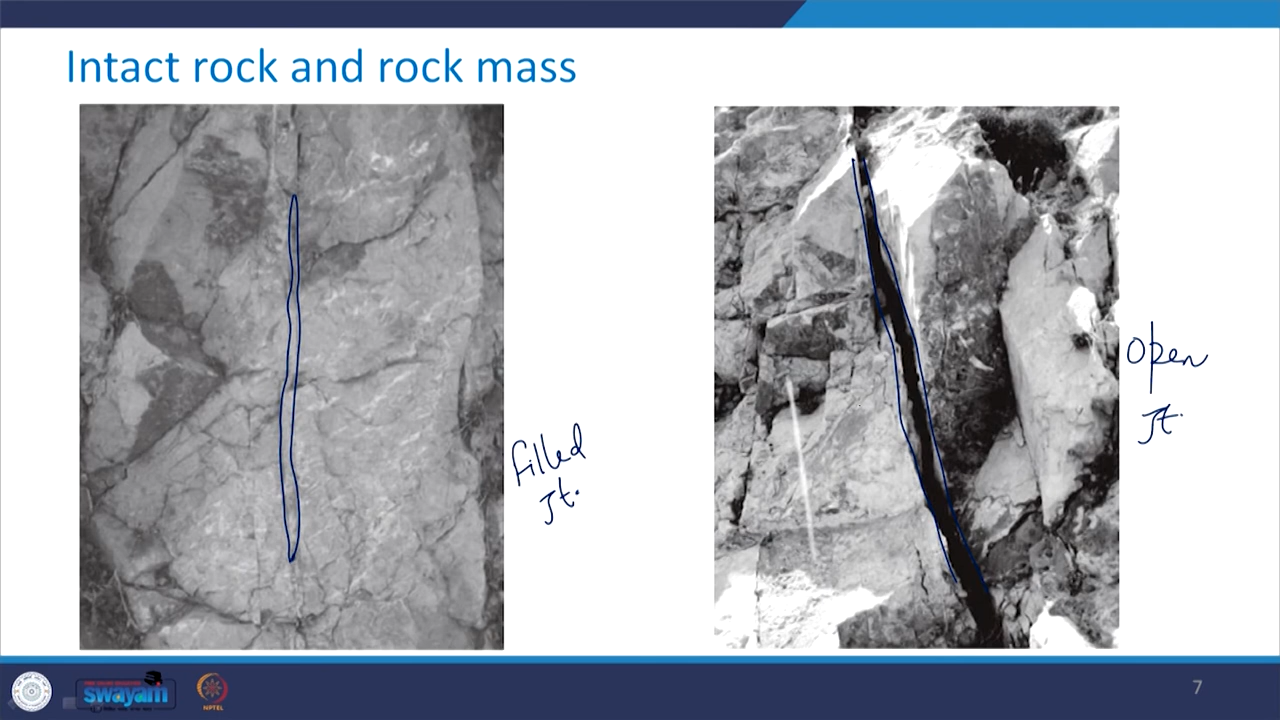 Intact rock and rock mass
filled
Jt.
Open
Jt.
swayam
NPTEL
7